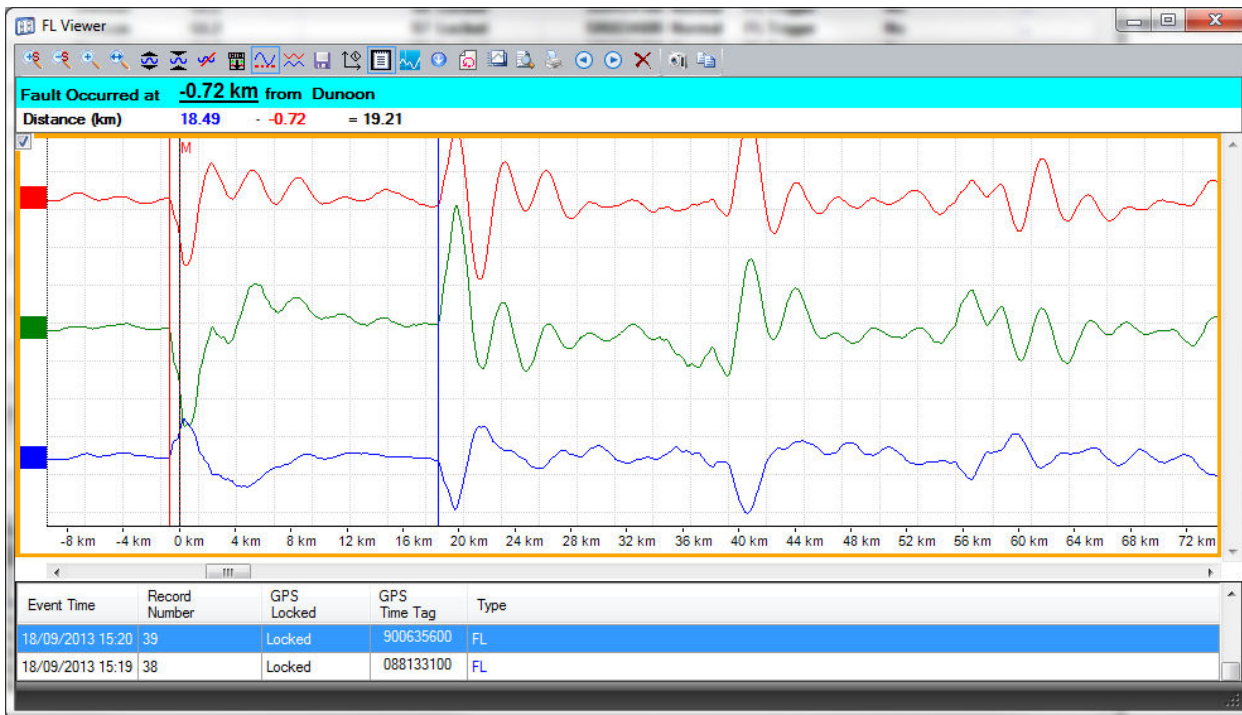 FL Viewer
Fault Occurred at -0.72 km from Dunoon
Distance (km) 18.49 - -0.72 = 19.21
M
-8 km -4 km 0 km 4 km 8 km 12 km 16 km 20 km 24 km 28 km 32 km 36 km 40 km 44 km 48 km 52 km 56 km 60 km 64 km 68 km 72 km
Event Time Record Number GPS Locked GPS Time Tag Type
18/09/2013 15:20 39 Locked 900635600 FL
18/09/2013 15:19 38 Locked 088133100 FL